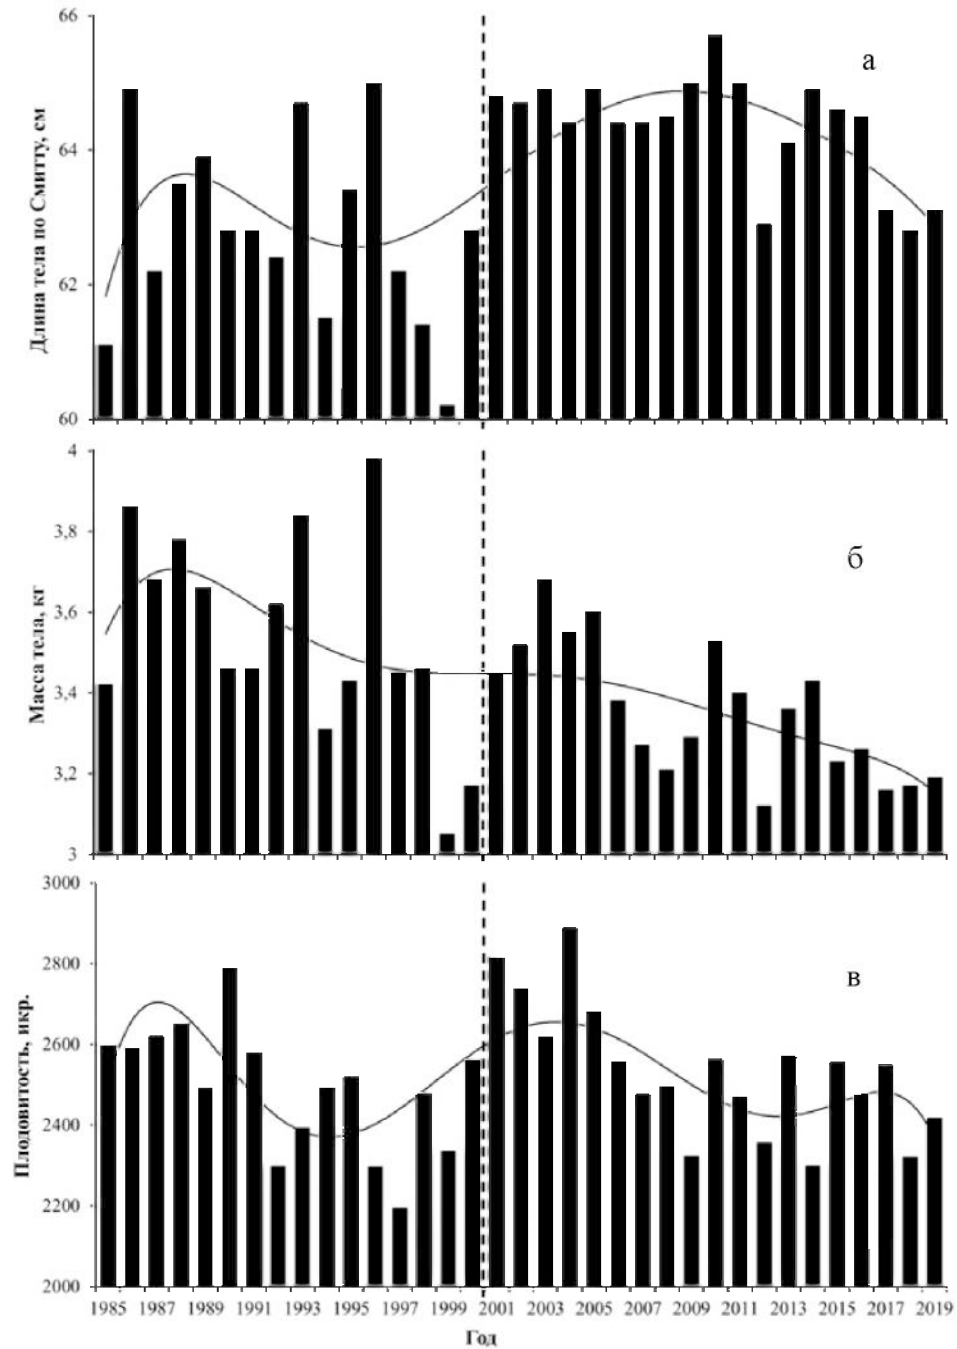 66
а
Длина тела по Смитту, см
64
62
60
4
3,8
б
Масса тела, кг
3,6
3,4
3,2
3
3000
2800
в
Плодовитость, икр.
2600
2400
2200
2000
1985 1987 1989 1991 1993 1995 1997 1999 2001 2003 2005 2007 2009 2011 2013 2015 2017 2019
Год